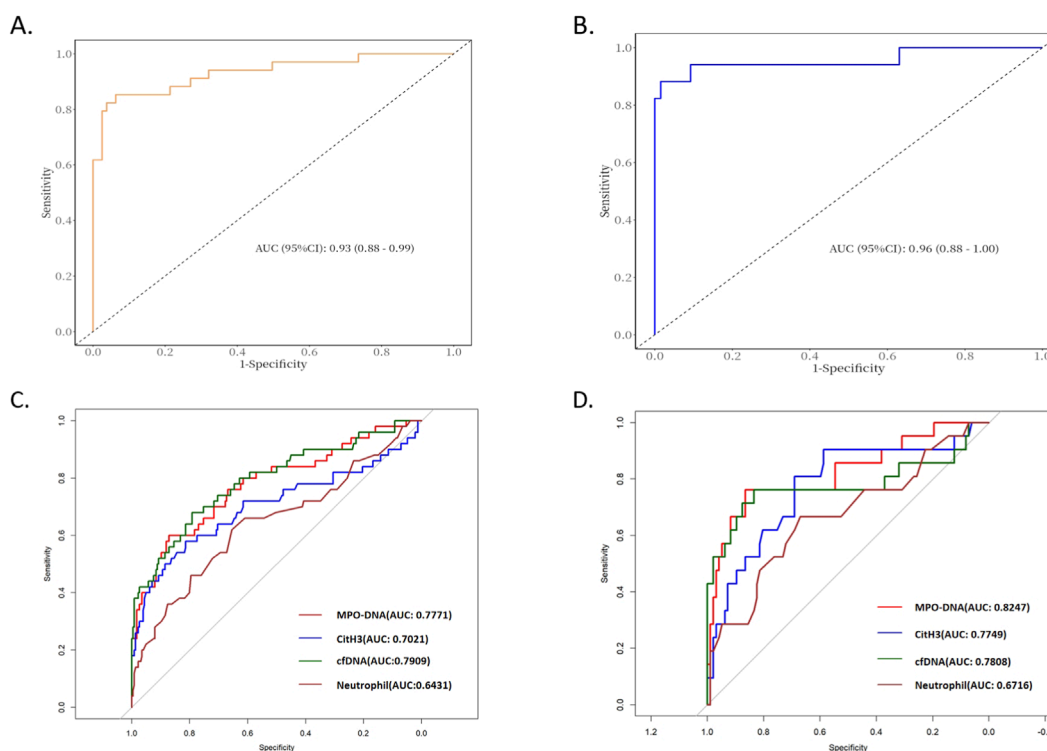 A.
1.0
0.8
0.6
0.4
0.2
0.0
Sensitivity
AUC (95%CI): 0.93 (0.88 - 0.99)
0.0 0.2 0.4 0.6 0.8 1.0
1-Specificity
B.
1.0
0.8
0.6
0.4
0.2
0.0
Sensitivity
AUC (95%CI): 0.96 (0.88 - 1.00)
0.0 0.2 0.4 0.6 0.8 1.0
1-Specificity
C.
1.0
0.8
0.6
0.4
0.2
0.0
Sensitivity
MPO-DNA(AUC: 0.7771)
CitH3(AUC: 0.7021)
cfDNA(AUC:0.7909)
Neutrophil(AUC:0.6431)
1.0 0.8 0.6 0.4 0.2 0.0
Specificity
D.
1.0
0.8
0.6
0.4
0.2
0.0
Sensitivity
MPO-DNA(AUC: 0.8247)
CitH3(AUC: 0.7749)
cfDNA(AUC: 0.7808)
Neutrophil(AUC: 0.6716)
1.2 1.0 0.8 0.6 0.4 0.2 0.0
Specificity